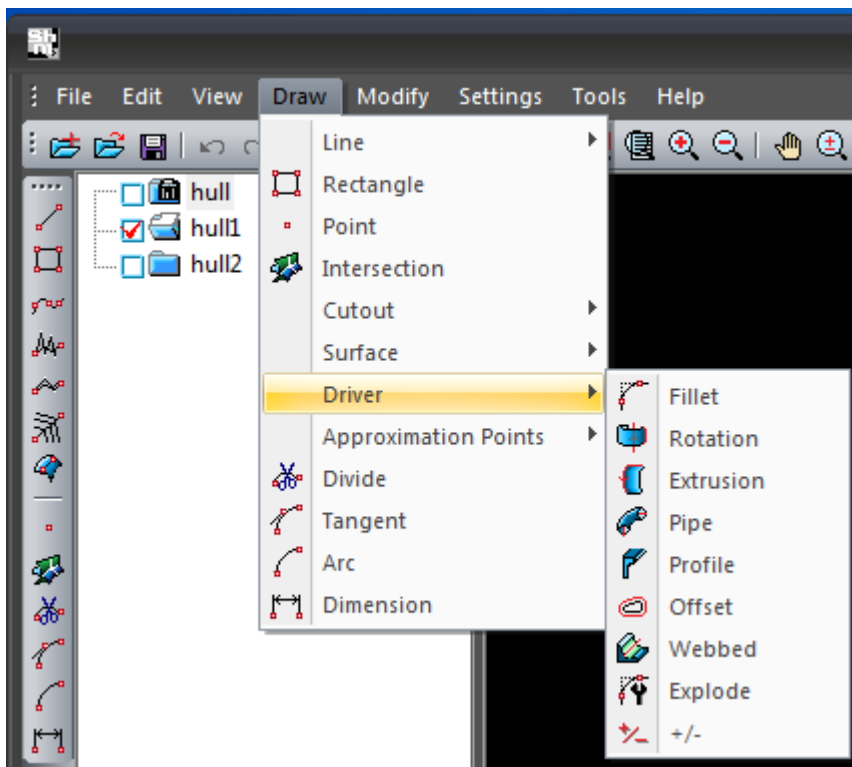 File Edit View Draw Modify Settings Tools Help
hull
hull1
hull2
Line
Rectangle
Point
Intersection
Cutout
Surface
Driver
Approximation Points
Divide
Tangent
Arc
Dimension
Fillet
Rotation
Extrusion
Pipe
Profile
Offset
Webbed
Explode
+/-